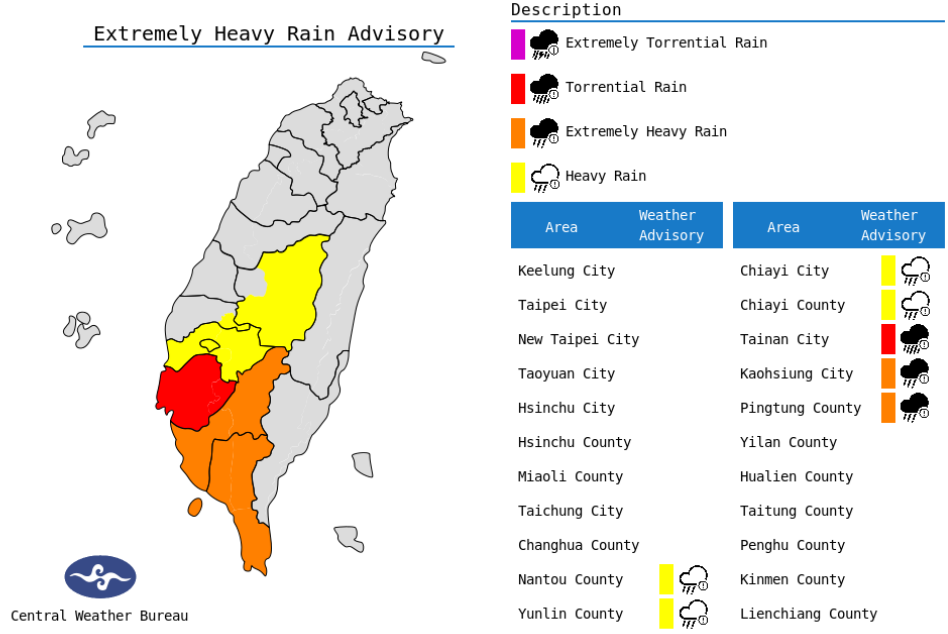 Extremely Heavy Rain Advisory
Central Weather Bureau
Description
Extremely Torrential Rain
Torrential Rain
Extremely Heavy Rain
Heavy Rain
Area Weather Advisory
Keelung City
Taipei City
New Taipei City
Taoyuan City
Hsinchu City
Hsinchu County
Miaoli County
Taichung City
Changhua County
Nantou County
Yunlin County
Area Weather Advisory
Chiayi City
Chiayi County
Tainan City
Kaohsiung City
Pingtung County
Yilan County
Hualien County
Taitung County
Penghu County
Kinmen County
Lienchiang County